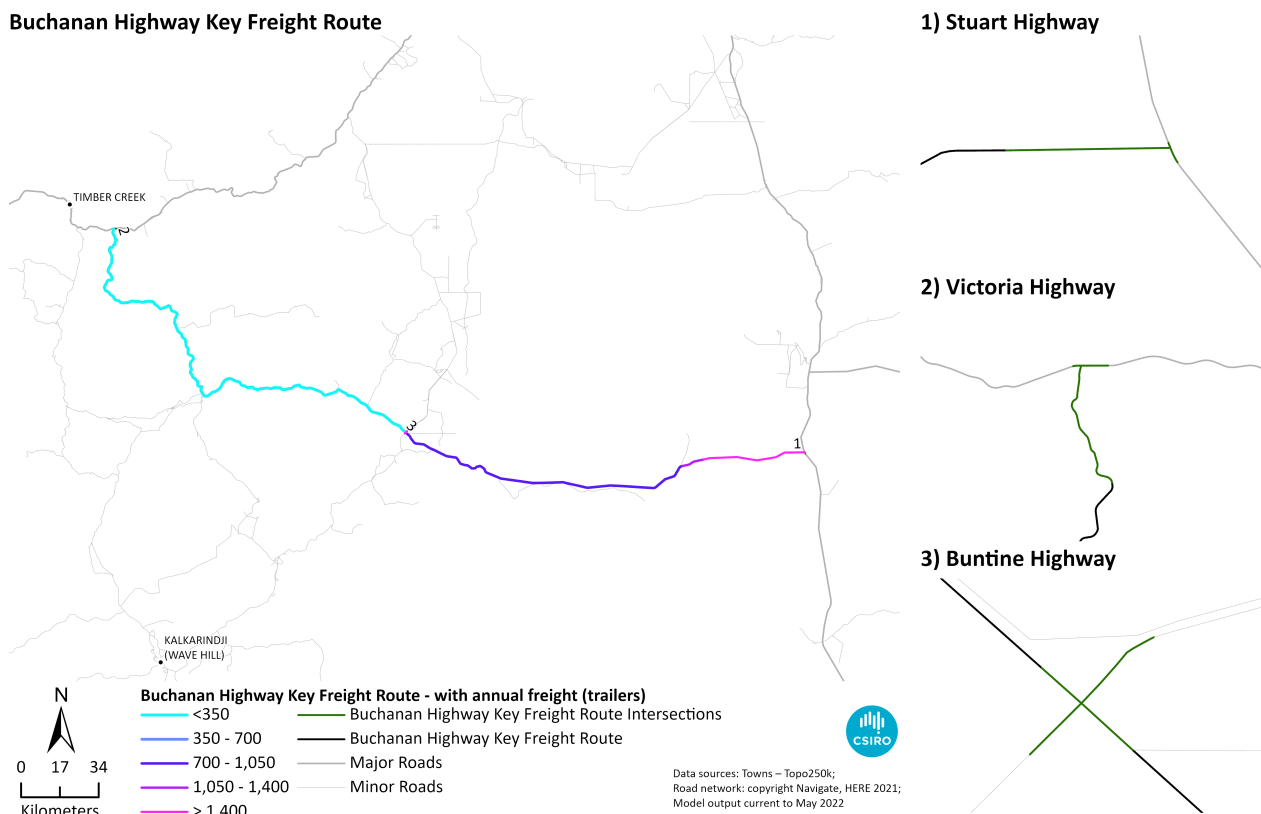 Buchanan Highway Key Freight Route
1) Stuart Highway
TIMBER CREEK
2
2) Victoria Highway
3
1
3) Buntine Highway
KALKARINDJI
(WAVE HILL)
N
0 17 34
Kilometers
Buchanan Highway Key Freight Route - with annual freight (trailers)
<350
350 - 700
700 - 1,050
1,050 - 1,400
> 1,400
Buchanan Highway Key Freight Route Intersections
Buchanan Highway Key Freight Route
Major Roads
Minor Roads
CSIRO
Data sources: Towns – Topo250k;
Road network: copyright Navigate, HERE 2021;
Model output current to May 2022